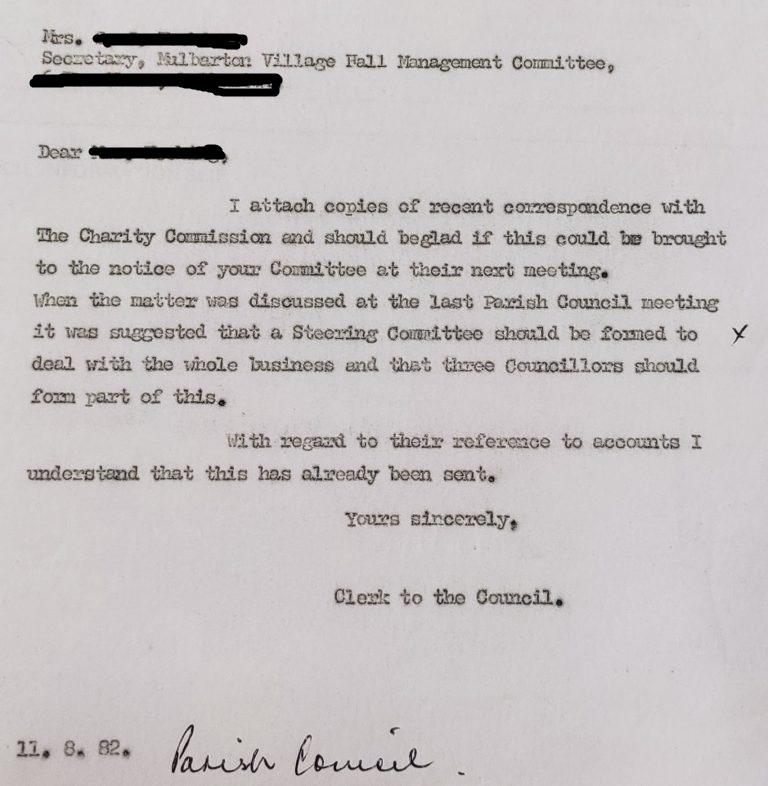 Mrs.
Secretary, Mulbarton Village Hall Management Committee,
Dear
I attach copies of recent correspondence with
The Charity Commission and should beglad if this could be brought
to the notice of your Committee at their next meeting.
When the matter was discussed at the last Parish Council meeting
it was suggested that a Steering Committee should be formed to x
deal with the whole business and that three Councillors should
form part of this.
With regard to their reference to accounts I
understand that this has already been sent.
Yours sincerely,
Clerk to the Council.
11. 8. 82. Parish Council.